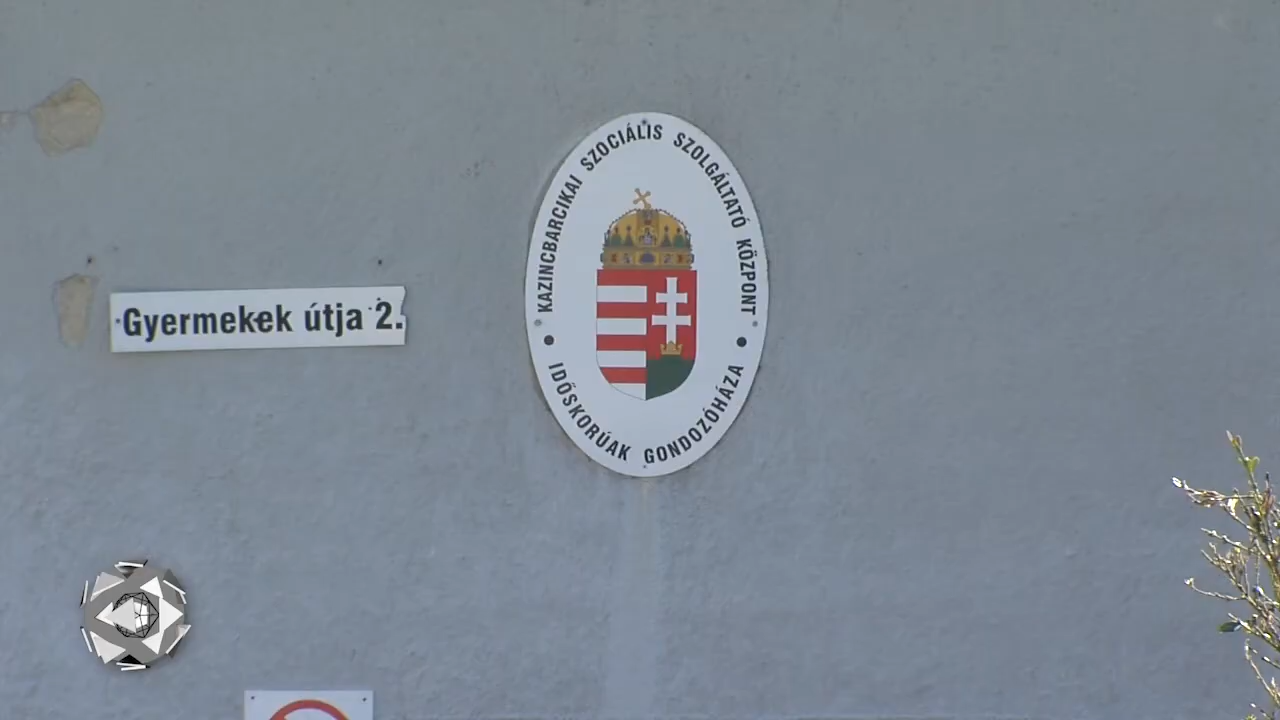 Gyermekek útja 2.
KAZINCBARCIKAI SZOCIÁLIS SZOLGÁLTATÓ KÖZPONT
IDŐSKORÚAK GONDOZÓHÁZA